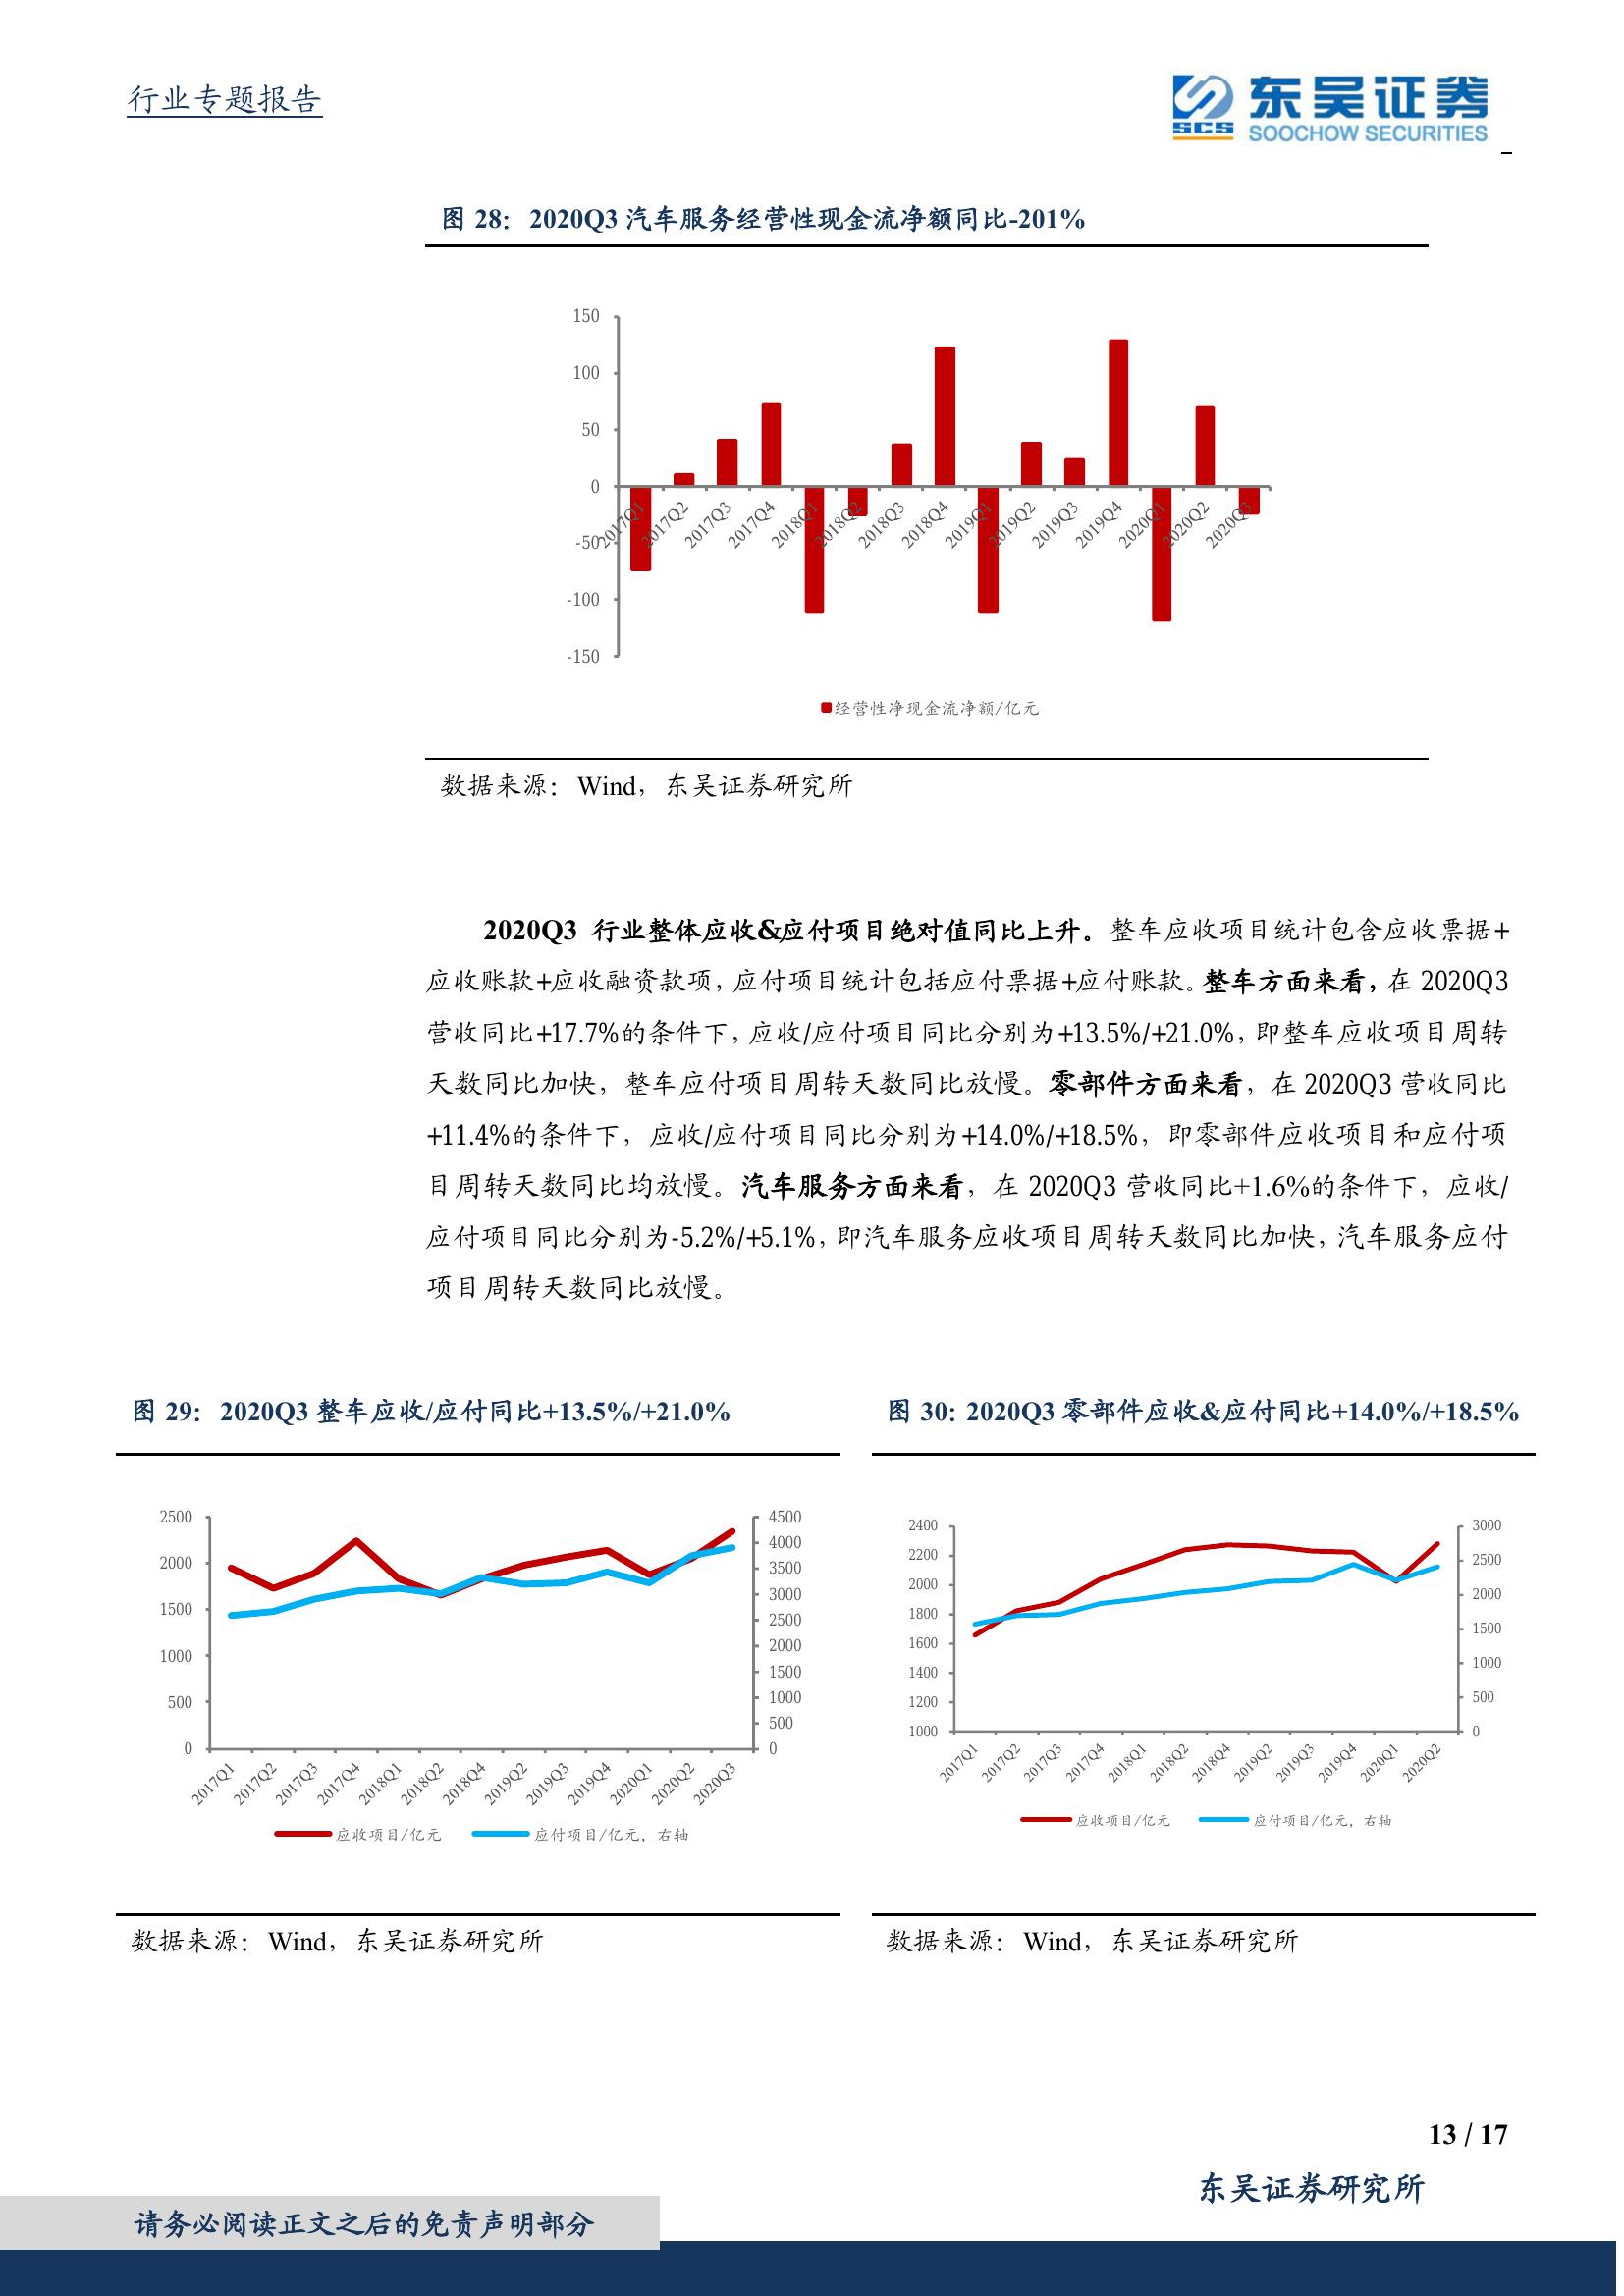 行业专题报告
东吴证券
SCS
SOOCHOW SECURITIES
图 28: 2020Q3 汽车服务经营性现金流净额同比-201%
150
100
50
0
-50
-100
-150
2017Q1 2017Q2 2017Q3 2017Q4 2018Q1 2018Q2 2018Q3 2018Q4 2019Q1 2019Q2 2019Q3 2019Q4 2020Q1 2020Q2 2020Q3
经营性净现金流净额/亿元
数据来源：Wind，东吴证券研究所
2020Q3 行业整体应收&应付项目绝对值同比上升。整车应收项目统计包含应收票据+
应收账款+应收融资款项，应付项目统计包括应付票据+应付账款。整车方面来看，在 2020Q3
营收同比+17.7%的条件下，应收/应付项目同比分别为+13.5%/+21.0%，即整车应收项目周转
天数同比加快，整车应付项目周转天数同比放慢。零部件方面来看，在 2020Q3 营收同比
+11.4%的条件下，应收/应付项目同比分别为+14.0%/+18.5%，即零部件应收项目和应付项
目周转天数同比均放慢。汽车服务方面来看，在 2020Q3 营收同比+1.6%的条件下，应收/
应付项目同比分别为-5.2%/+5.1%，即汽车服务应收项目周转天数同比加快，汽车服务应付
项目周转天数同比放慢。
图 29: 2020Q3 整车应收/应付同比+13.5%/+21.0%
2500
2000
1500
1000
500
0
4500
4000
3500
3000
2500
2000
1500
1000
500
0
2017Q1 2017Q2 2017Q3 2017Q4 2018Q1 2018Q2 2018Q4 2019Q2 2019Q3 2019Q4 2020Q1 2020Q2 2020Q3
应收项目/亿元 应付项目/亿元，右轴
数据来源：Wind，东吴证券研究所
图 30: 2020Q3 零部件应收&应付同比+14.0%/+18.5%
2400
2200
2000
1800
1600
1400
1200
1000
3000
2500
2000
1500
1000
500
0
2017Q1 2017Q2 2017Q3 2017Q4 2018Q1 2018Q2 2018Q4 2019Q2 2019Q3 2019Q4 2020Q1 2020Q2
应收项目/亿元 应付项目/亿元，右轴
数据来源：Wind，东吴证券研究所
13 / 17
东吴证券研究所
请务必阅读正文之后的免责声明部分